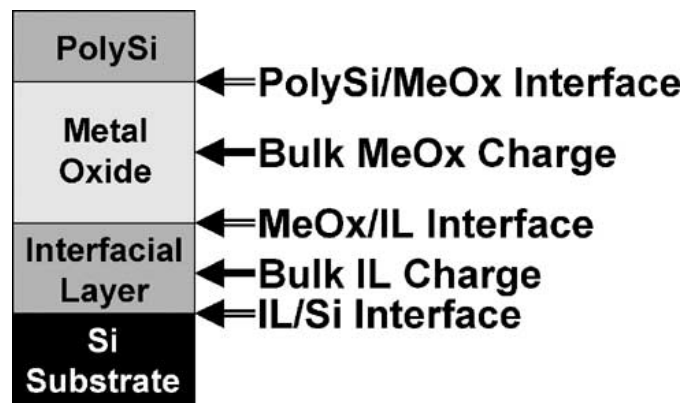 PolySi
PolySi/MeOx Interface
Metal
Oxide
Bulk MeOx Charge
MeOx/IL Interface
Interfacial
Layer
Bulk IL Charge
IL/Si Interface
Si
Substrate